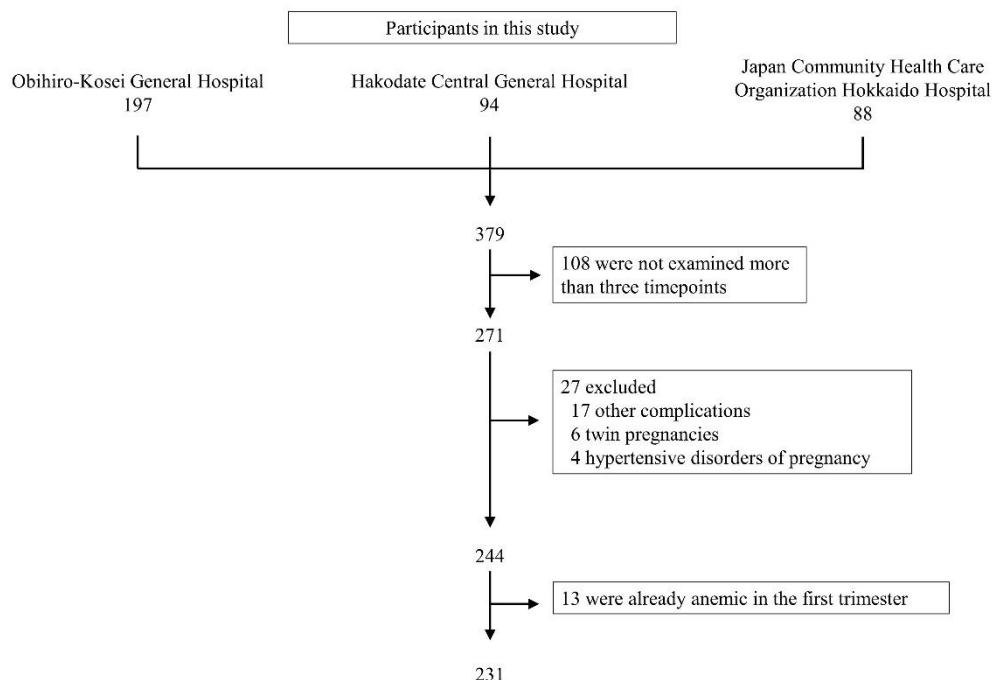 Participants in this study
Obihiro-Kosei General Hospital
197
Hakodate Central General Hospital
94
Japan Community Health Care
Organization Hokkaido Hospital
88
379
108 were not examined more
than three timepoints
271
27 excluded
17 other complications
6 twin pregnancies
4 hypertensive disorders of pregnancy
244
13 were already anemic in the first trimester
231